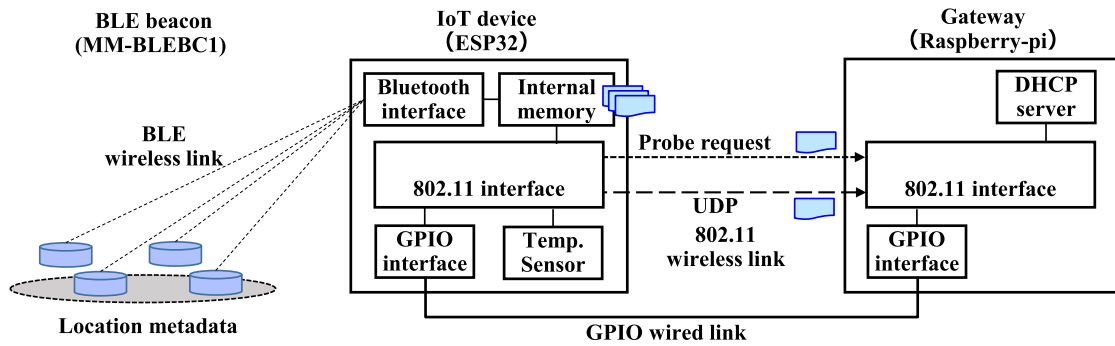 BLE beacon
(MM-BLEBC1)
IoT device
(ESP32)
Gateway
(Raspberry-pi)
Bluetooth
interface
Internal
memory
DHCP
server
BLE
wireless link
Probe request
802.11 interface
802.11 interface
UDP
802.11
wireless link
GPIO
interface
Temp.
Sensor
GPIO
interface
Location metadata
GPIO wired link